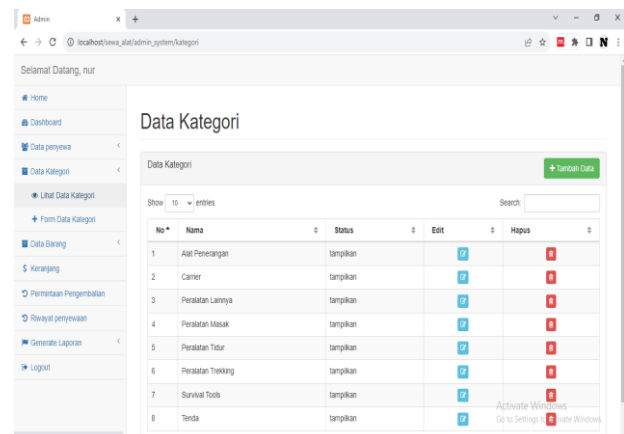 Admin
localhost/sewa_alat/admin_system/kategori
Selamat Datang, nur
Home
Dashboard
Data penyewa
Data Kategori
Lihat Data Kategori
Form Data Kategori
Data Barang
Keranjang
Permintaan Pengembalian
Riwayat penyewaan
Generate Laporan
Logout
Data Kategori
Data Kategori
+ Tambah Data
Show 10 entries
Search:
No Nama Status Edit Hapus
1 Alat Penerangan tampilkan
2 Carrier tampilkan
3 Peralatan Lainnya tampilkan
4 Peralatan Masak tampilkan
5 Peralatan Tidur tampilkan
6 Peralatan Trekking tampilkan
7 Survival Tools tampilkan
8 Tenda tampilkan
Activate Windows
Go to Settings to activate Windows.